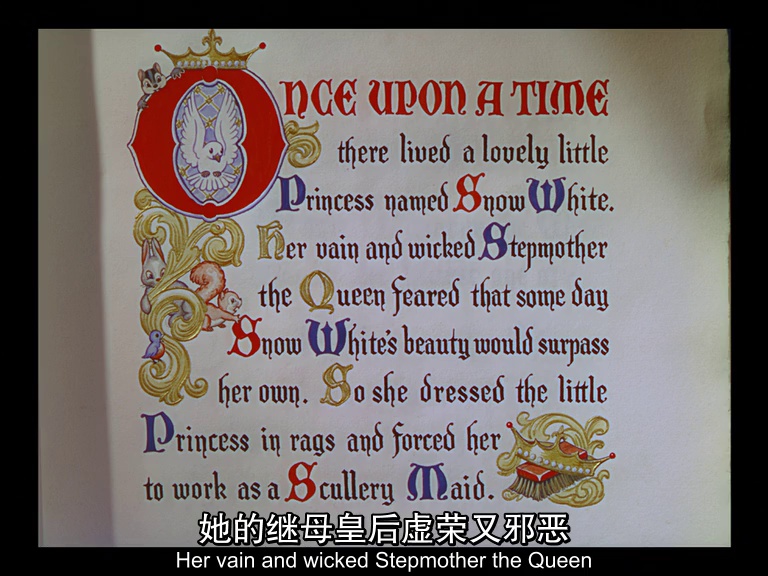 ONCE UPON A TIME
there lived a lovely little
Princess named Snow White.
Her vain and wicked Stepmother
the Queen feared that some day
Snow White's beauty would surpass
her own. So she dressed the little
Princess in rags and forced her
to work as a Scullery Maid.
她的继母皇后虚荣又邪恶
Her vain and wicked Stepmother the Queen